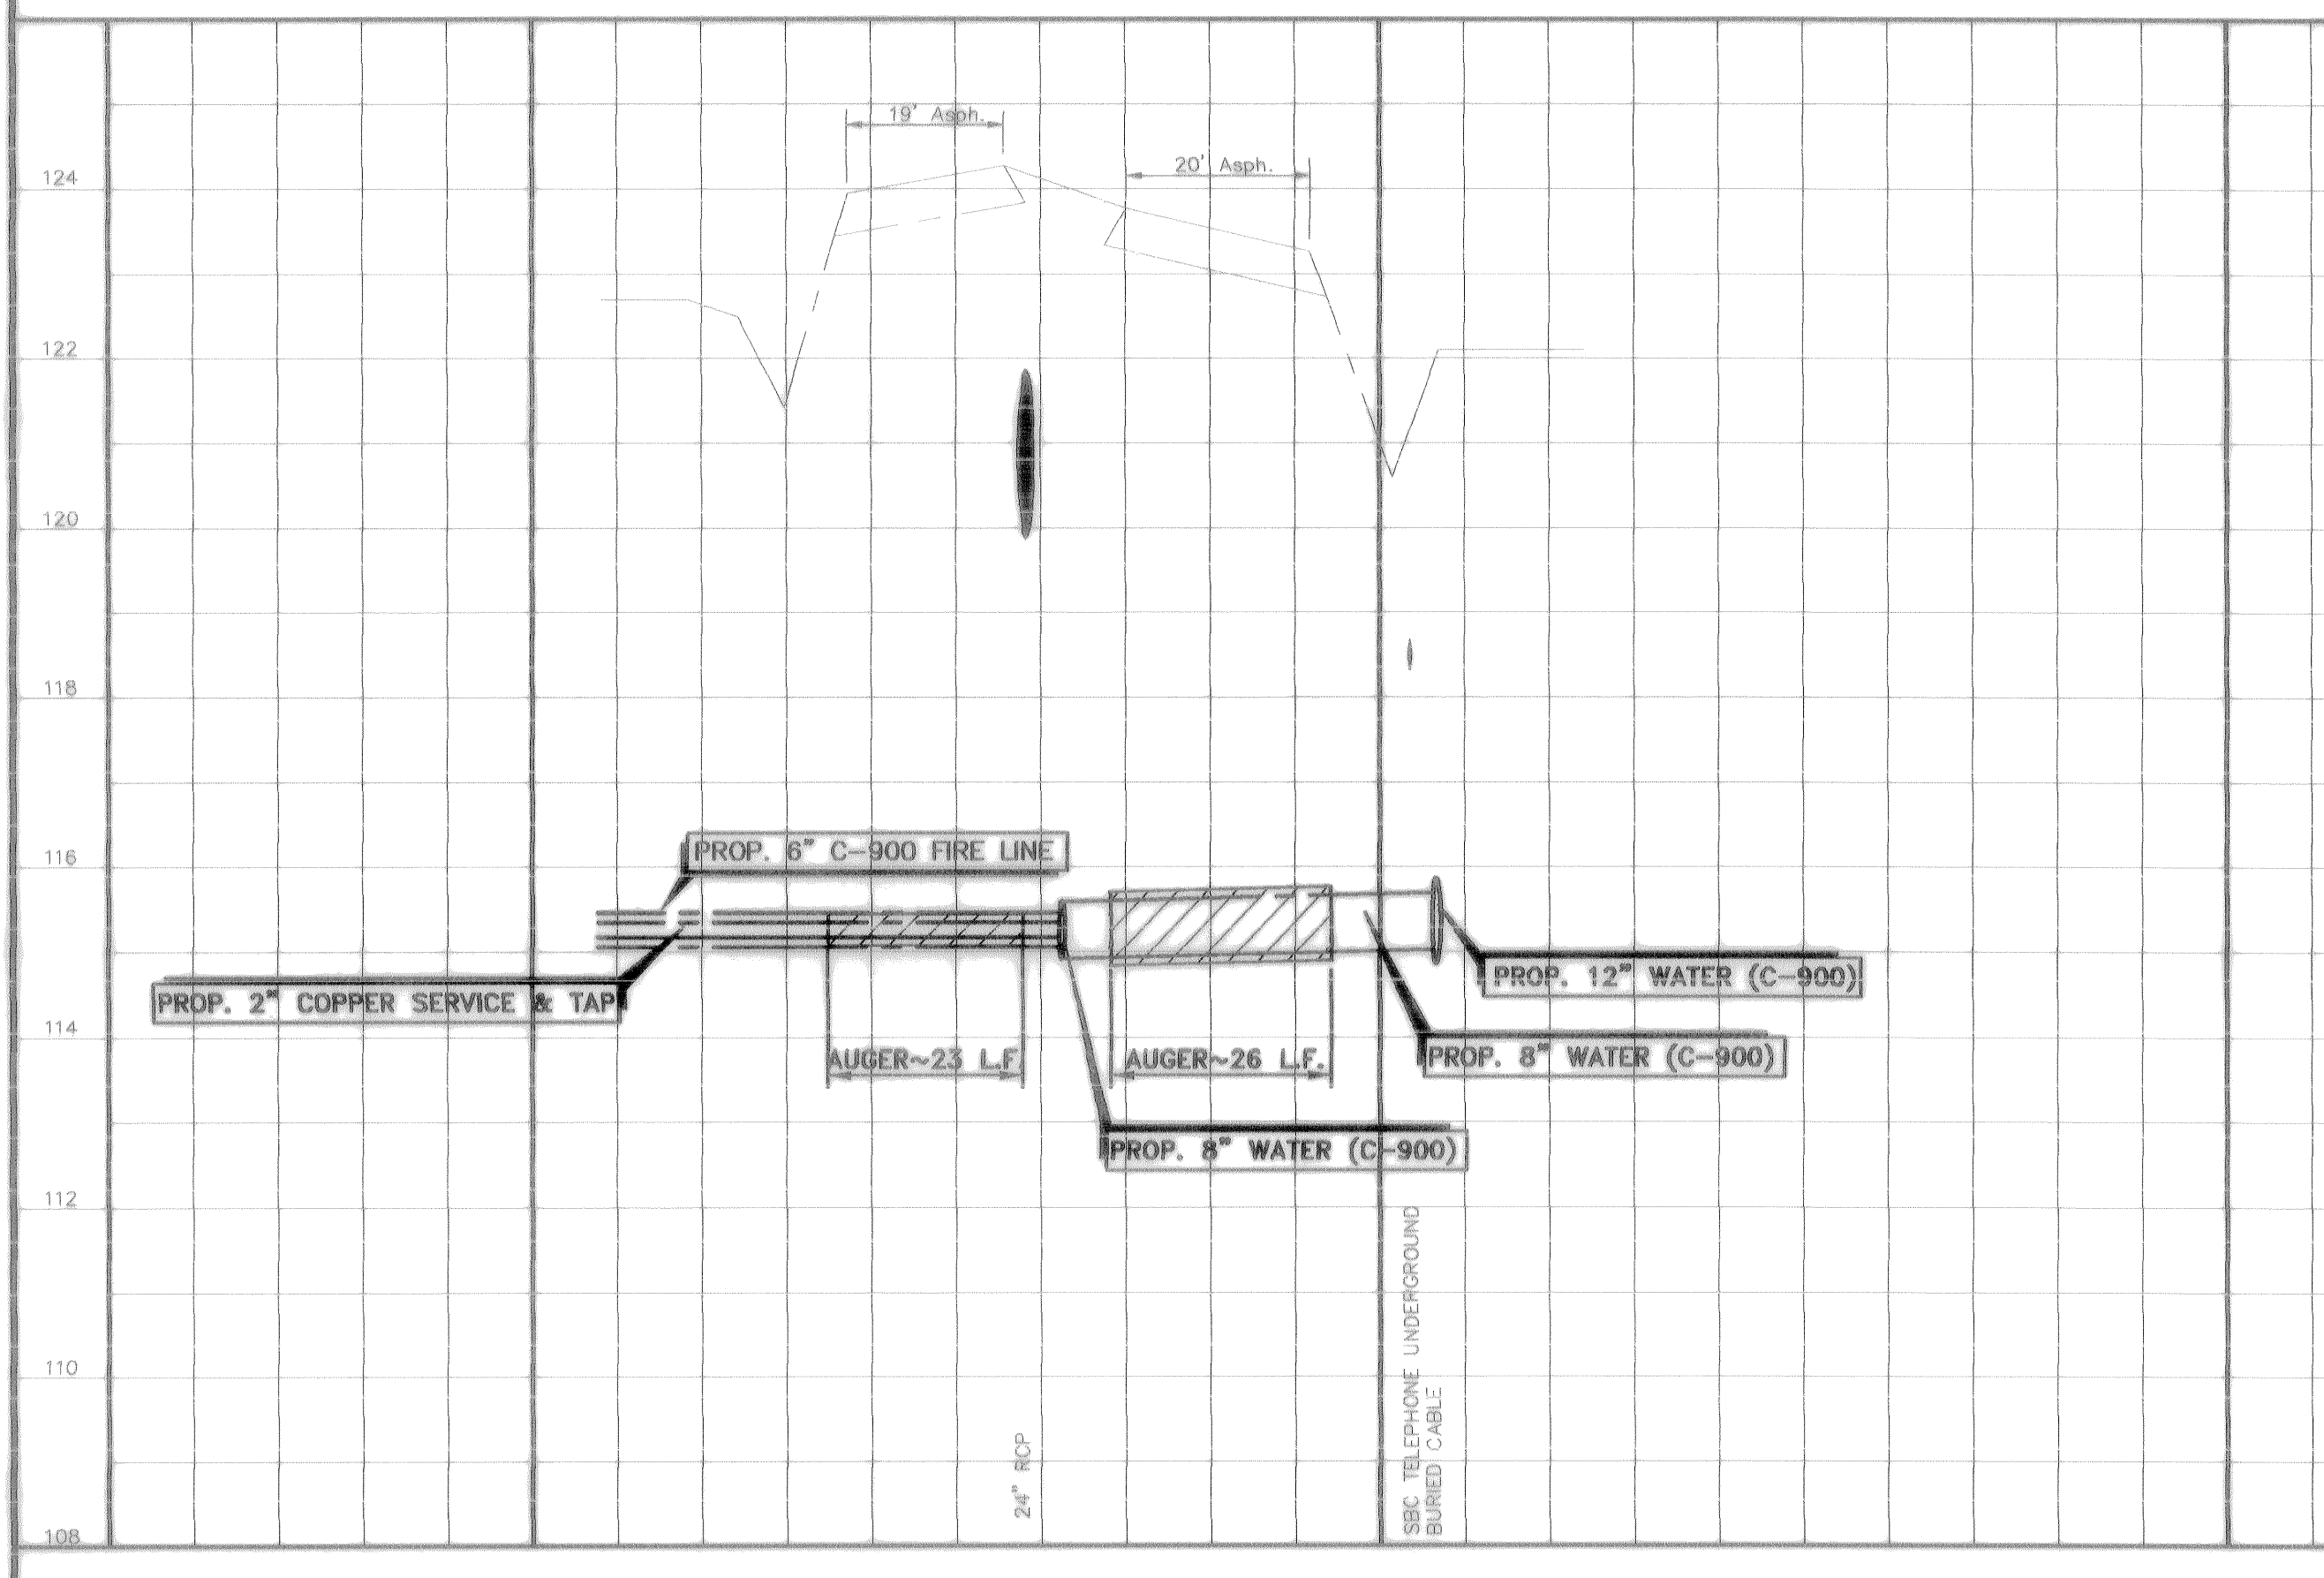 19' Asph.
20' Asph.
124
122
120
118
116
114
112
110
108
PROP. 6" C-900 FIRE LINE
PROP. 2" COPPER SERVICE & TAP
PROP. 12" WATER (C-900)
AUGER~23 L.F.
AUGER~26 L.F.
PROP. 8" WATER (C-900)
PROP. 8" WATER (C-900)
24" RCP
SBC TELEPHONE UNDERGROUND
BURIED CABLE